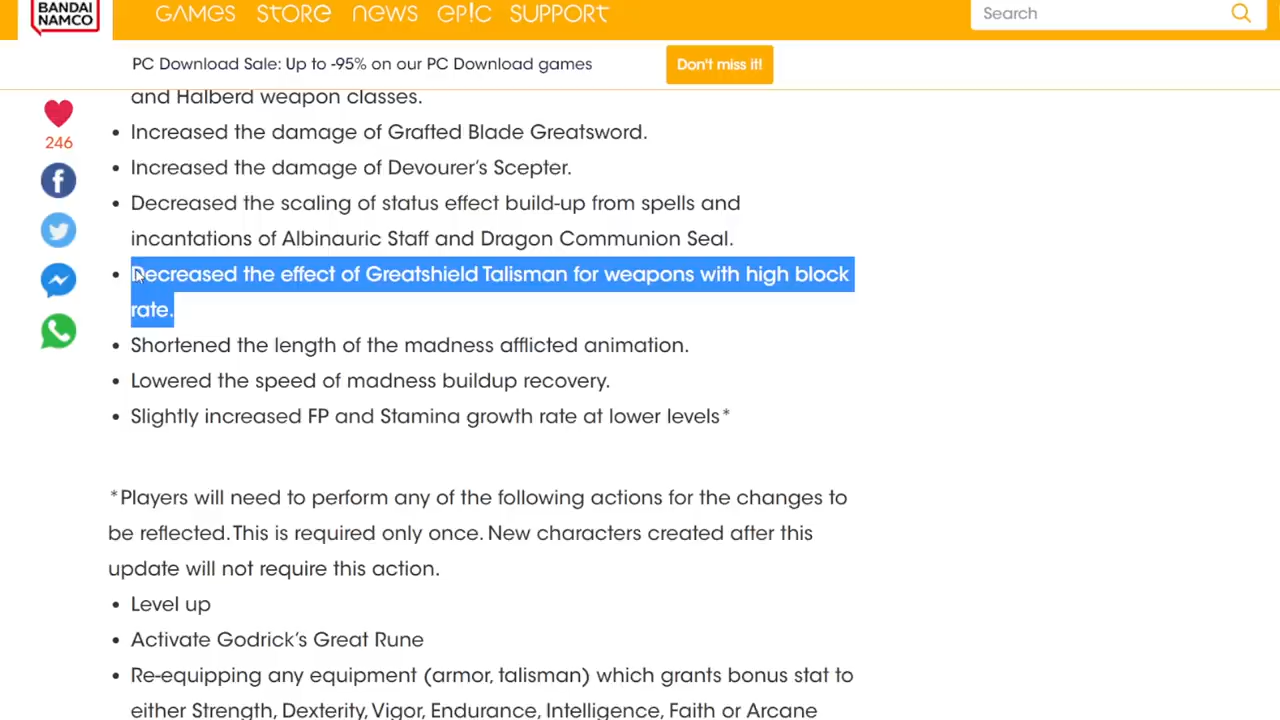 BANDAI
NAMCO
GAMES STORE NEWS EPIC SUPPORT
Search
PC Download Sale: Up to -95% on our PC Download games
Don't miss it!
246
and Halberd weapon classes.
• Increased the damage of Grafted Blade Greatsword.
• Increased the damage of Devourer's Scepter.
• Decreased the scaling of status effect build-up from spells and
incantations of Albinauric Staff and Dragon Communion Seal.
• Decreased the effect of Greatshield Talisman for weapons with high block
rate.
• Shortened the length of the madness afflicted animation.
• Lowered the speed of madness buildup recovery.
• Slightly increased FP and Stamina growth rate at lower levels*
*Players will need to perform any of the following actions for the changes to
be reflected. This is required only once. New characters created after this
update will not require this action.
• Level up
• Activate Godrick's Great Rune
• Re-equipping any equipment (armor, talisman) which grants bonus stat to
either Strength, Dexterity, Vigor, Endurance, Intelligence, Faith or Arcane